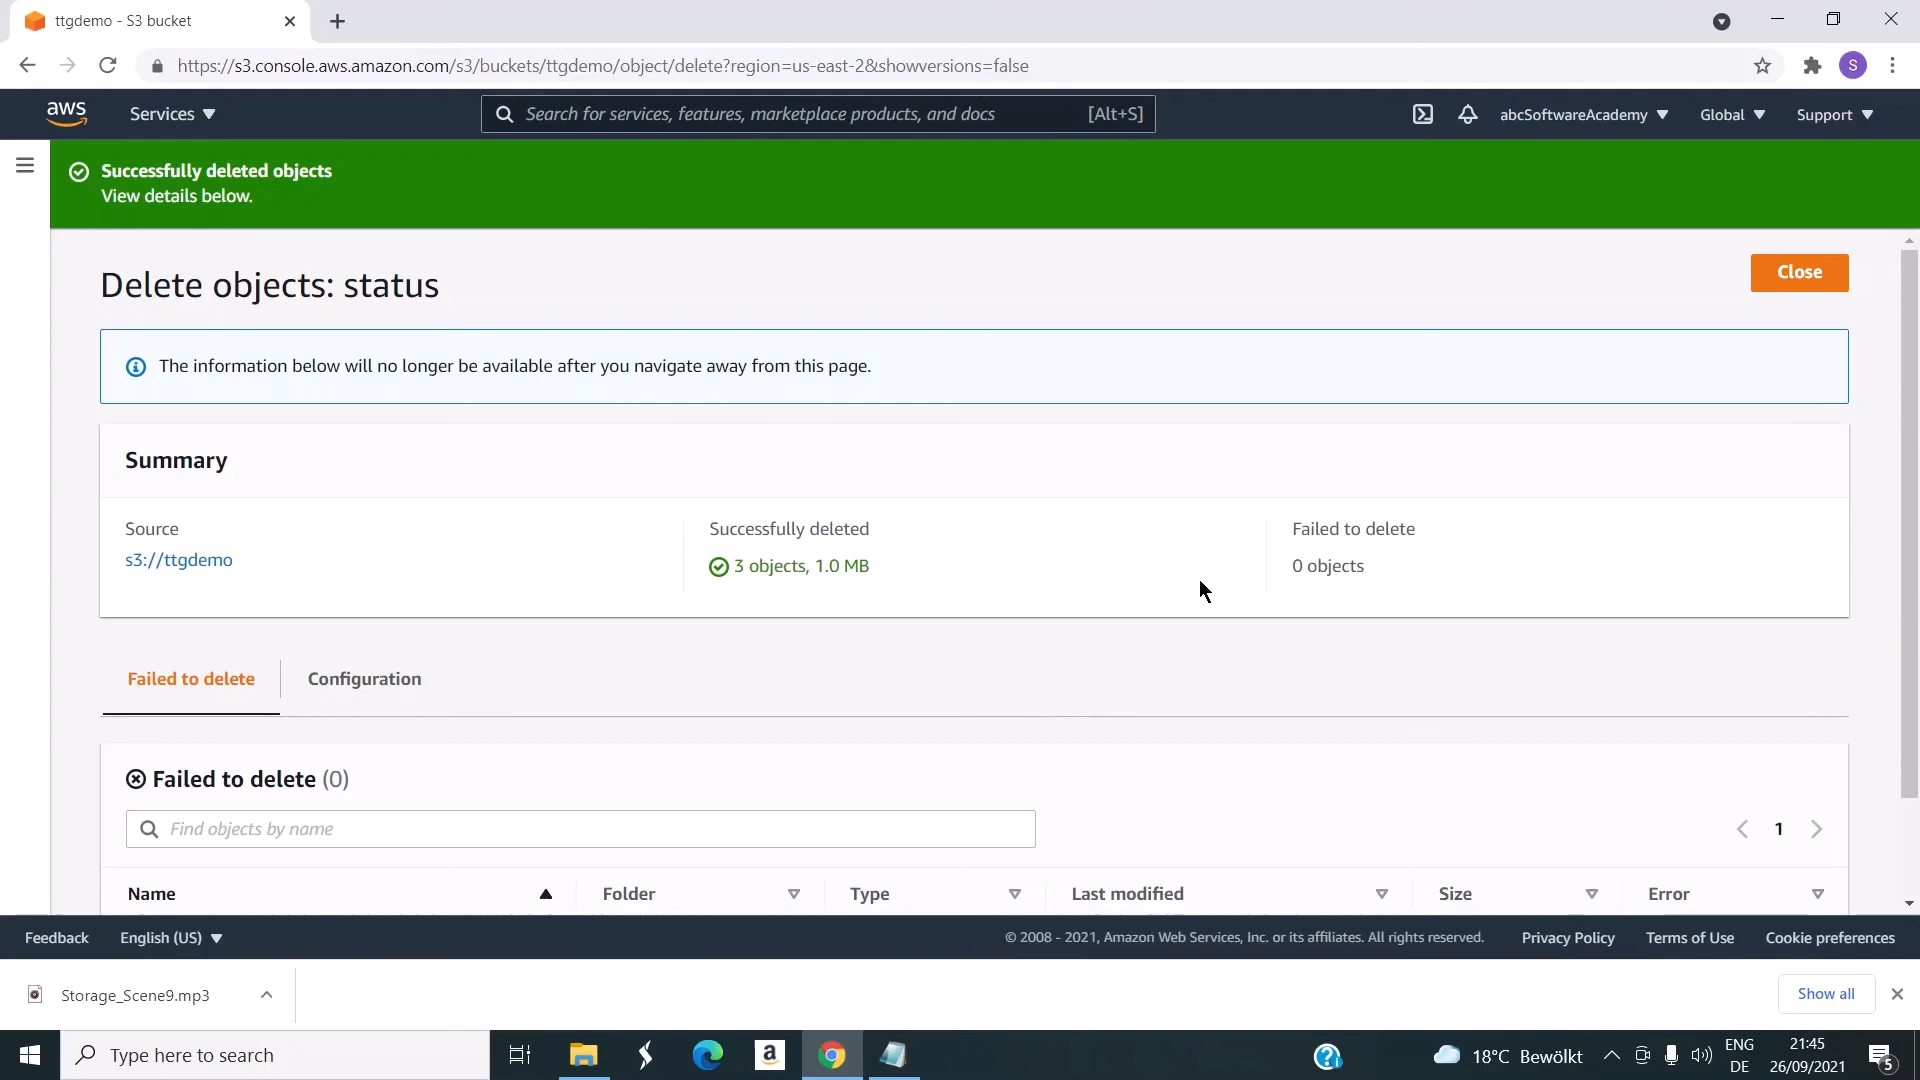 ttgdemo - S3 bucket
https://s3.console.aws.amazon.com/s3/buckets/ttgdemo/object/delete?region=us-east-2&showversions=false
S
aws
Services
Search for services, features, marketplace products, and docs
[Alt+S]
abcSoftwareAcademy
Global
Support
Successfully deleted objects
View details below.
Delete objects: status
Close
The information below will no longer be available after you navigate away from this page.
Summary
Source
s3://ttgdemo
Successfully deleted
3 objects, 1.0 MB
Failed to delete
0 objects
Failed to delete
Configuration
Failed to delete (0)
Find objects by name
1
Name
Folder
Type
Last modified
Size
Error
Feedback
English (US)
© 2008 - 2021, Amazon Web Services, Inc. or its affiliates. All rights reserved.
Privacy Policy
Terms of Use
Cookie preferences
Storage_Scene9.mp3
Show all
Type here to search
a
18°C Bewölkt
ENG
DE
21:45
26/09/2021
5